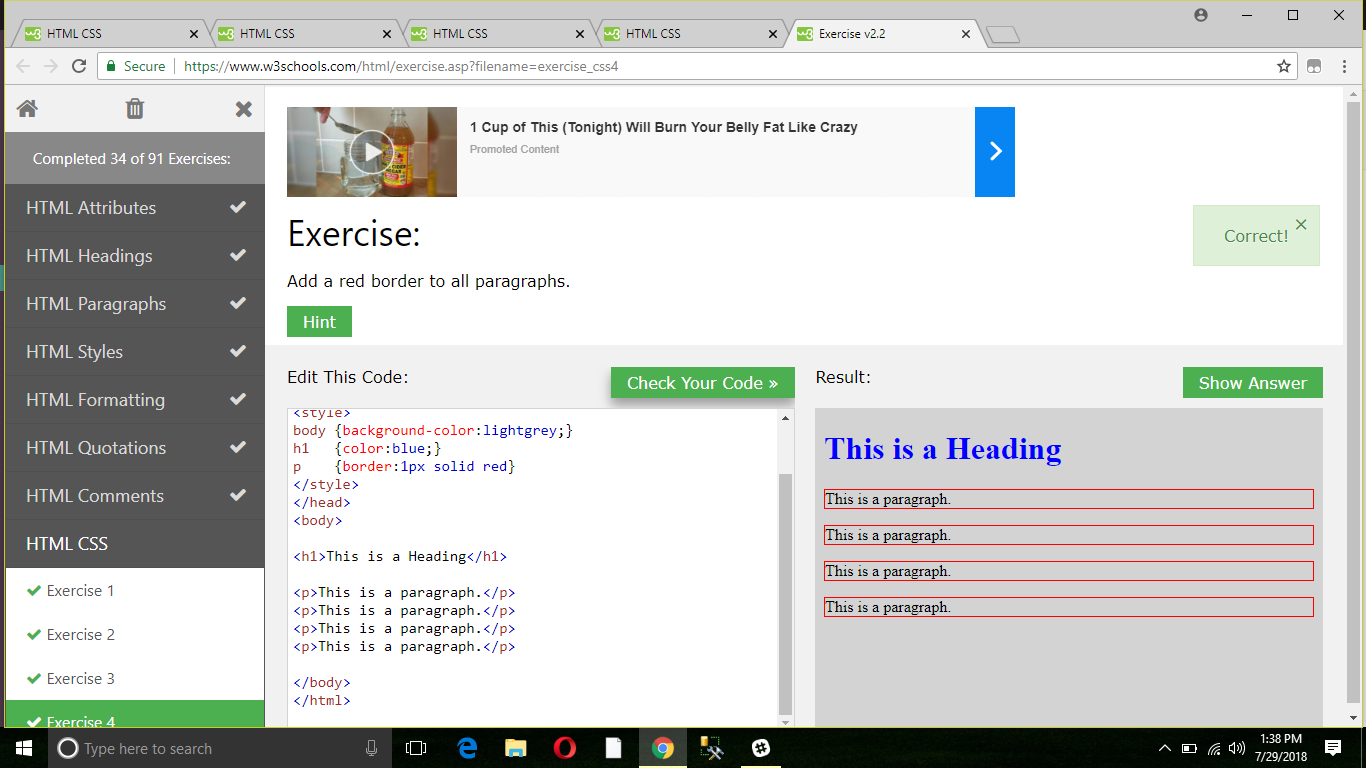 HTML CSS
HTML CSS
HTML CSS
HTML CSS
Exercise v2.2
Secure
https://www.w3schools.com/html/exercise.asp?filename=exercise_css4
Completed 34 of 91 Exercises:
HTML Attributes
HTML Headings
HTML Paragraphs
HTML Styles
HTML Formatting
HTML Quotations
HTML Comments
HTML CSS
Exercise 1
Exercise 2
Exercise 3
Exercise 4
1 Cup of This (Tonight) Will Burn Your Belly Fat Like Crazy
Promoted Content
Exercise:
Correct!
Add a red border to all paragraphs.
Hint
Edit This Code:
Check Your Code »
<style>
body {background-color:lightgrey;}
h1   {color:blue;}
p    {border:1px solid red}
</style>
</head>
<body>
<h1>This is a Heading</h1>
<p>This is a paragraph.</p>
<p>This is a paragraph.</p>
<p>This is a paragraph.</p>
<p>This is a paragraph.</p>
</body>
</html>
Result:
Show Answer
This is a Heading
This is a paragraph.
This is a paragraph.
This is a paragraph.
This is a paragraph.
Type here to search
1:38 PM
7/29/2018